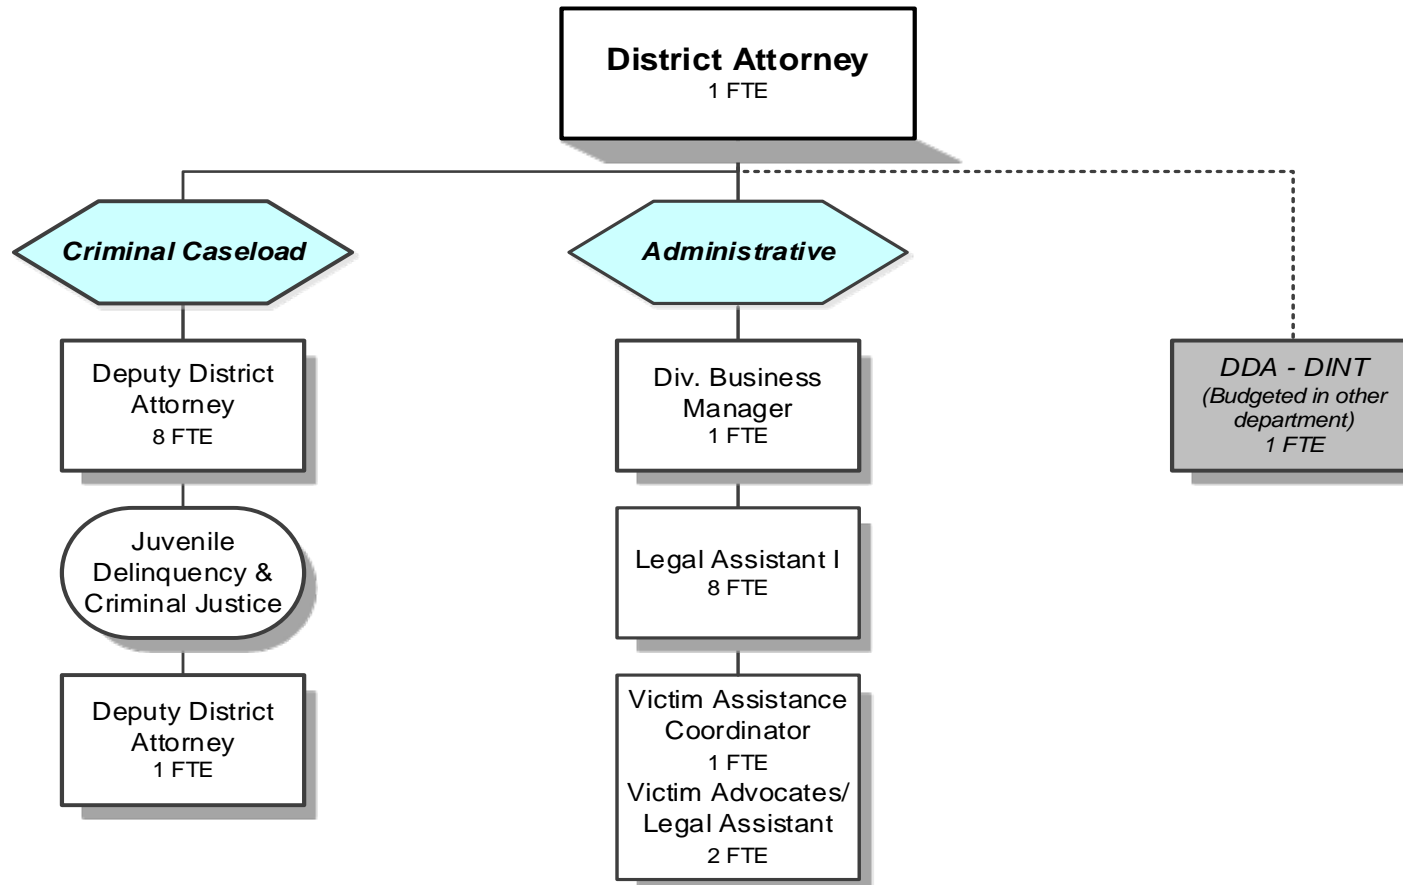 District Attorney
1 FTE
Criminal Caseload
Administrative
Deputy District
Attorney
8 FTE
Div. Business
Manager
1 FTE
DDA - DINT
(Budgeted in other
department)
1 FTE
Juvenile
Delinquency &
Criminal Justice
Legal Assistant I
8 FTE
Deputy District
Attorney
1 FTE
Victim Assistance
Coordinator
1 FTE
Victim Advocates/
Legal Assistant
2 FTE